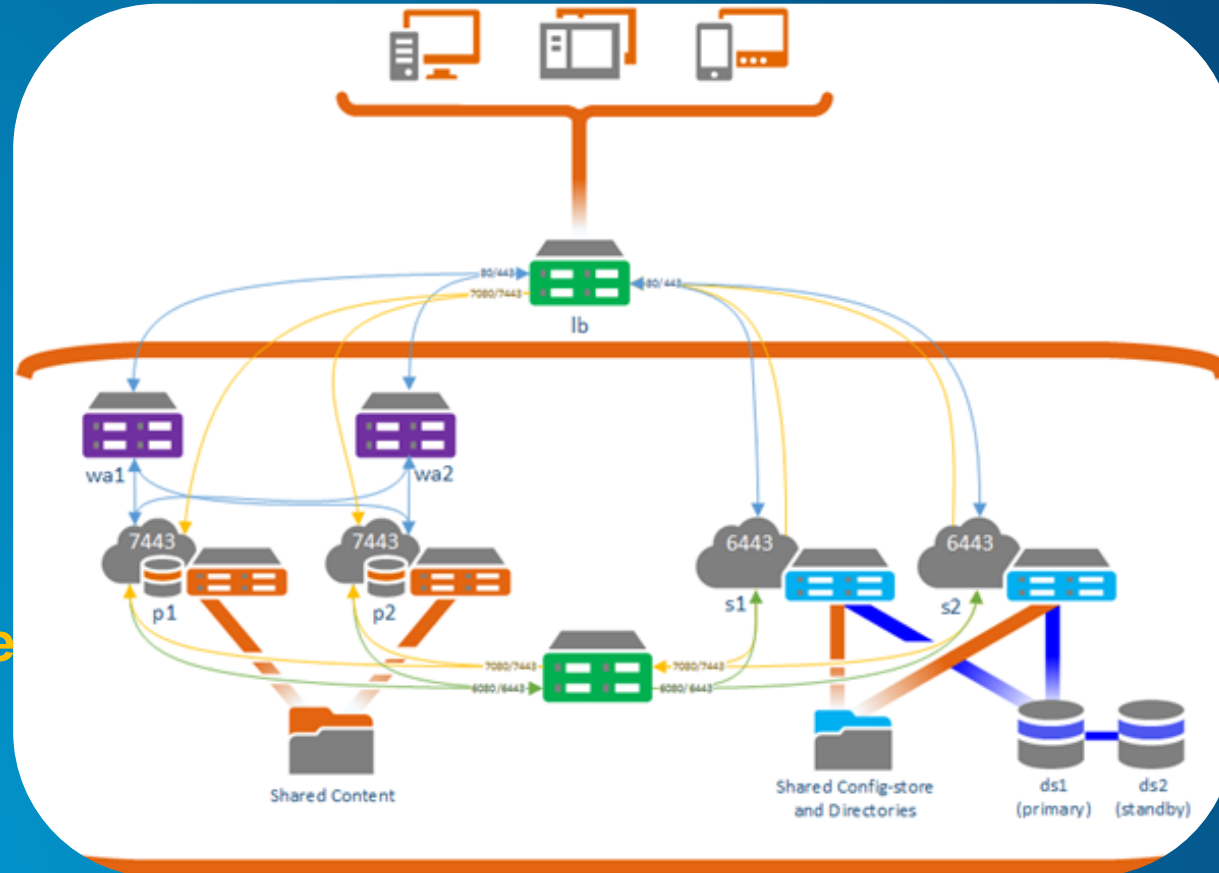 80/443
7080/7443
80/443
lb
wa1
wa2
7443
7443
6443
6443
p1
p2
s1
s2
e
7080/7443
7080/7443
6080/6443
6080/6443
Shared Content
Shared Config-store
and Directories
ds1
(primary)
ds2
(standby)